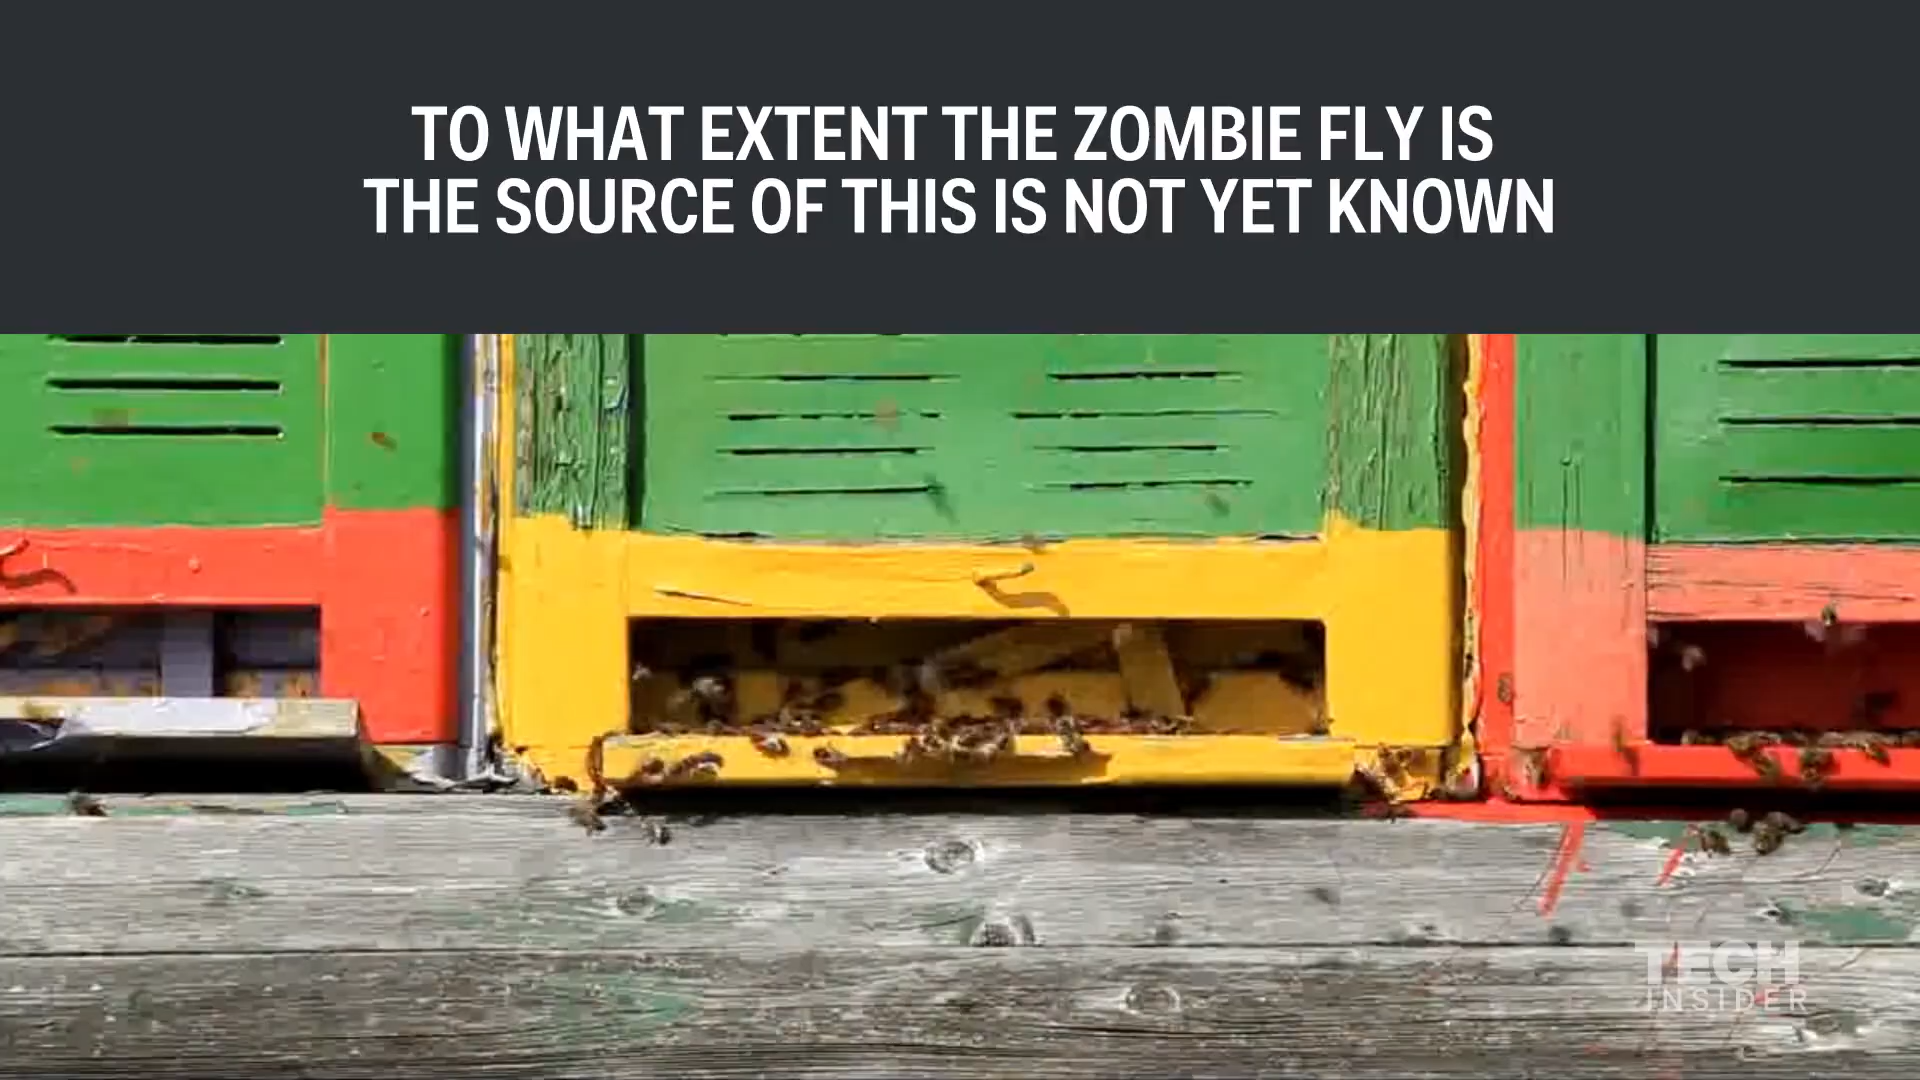 TO WHAT EXTENT THE ZOMBIE FLY IS
THE SOURCE OF THIS IS NOT YET KNOWN
TECH
INSIDER